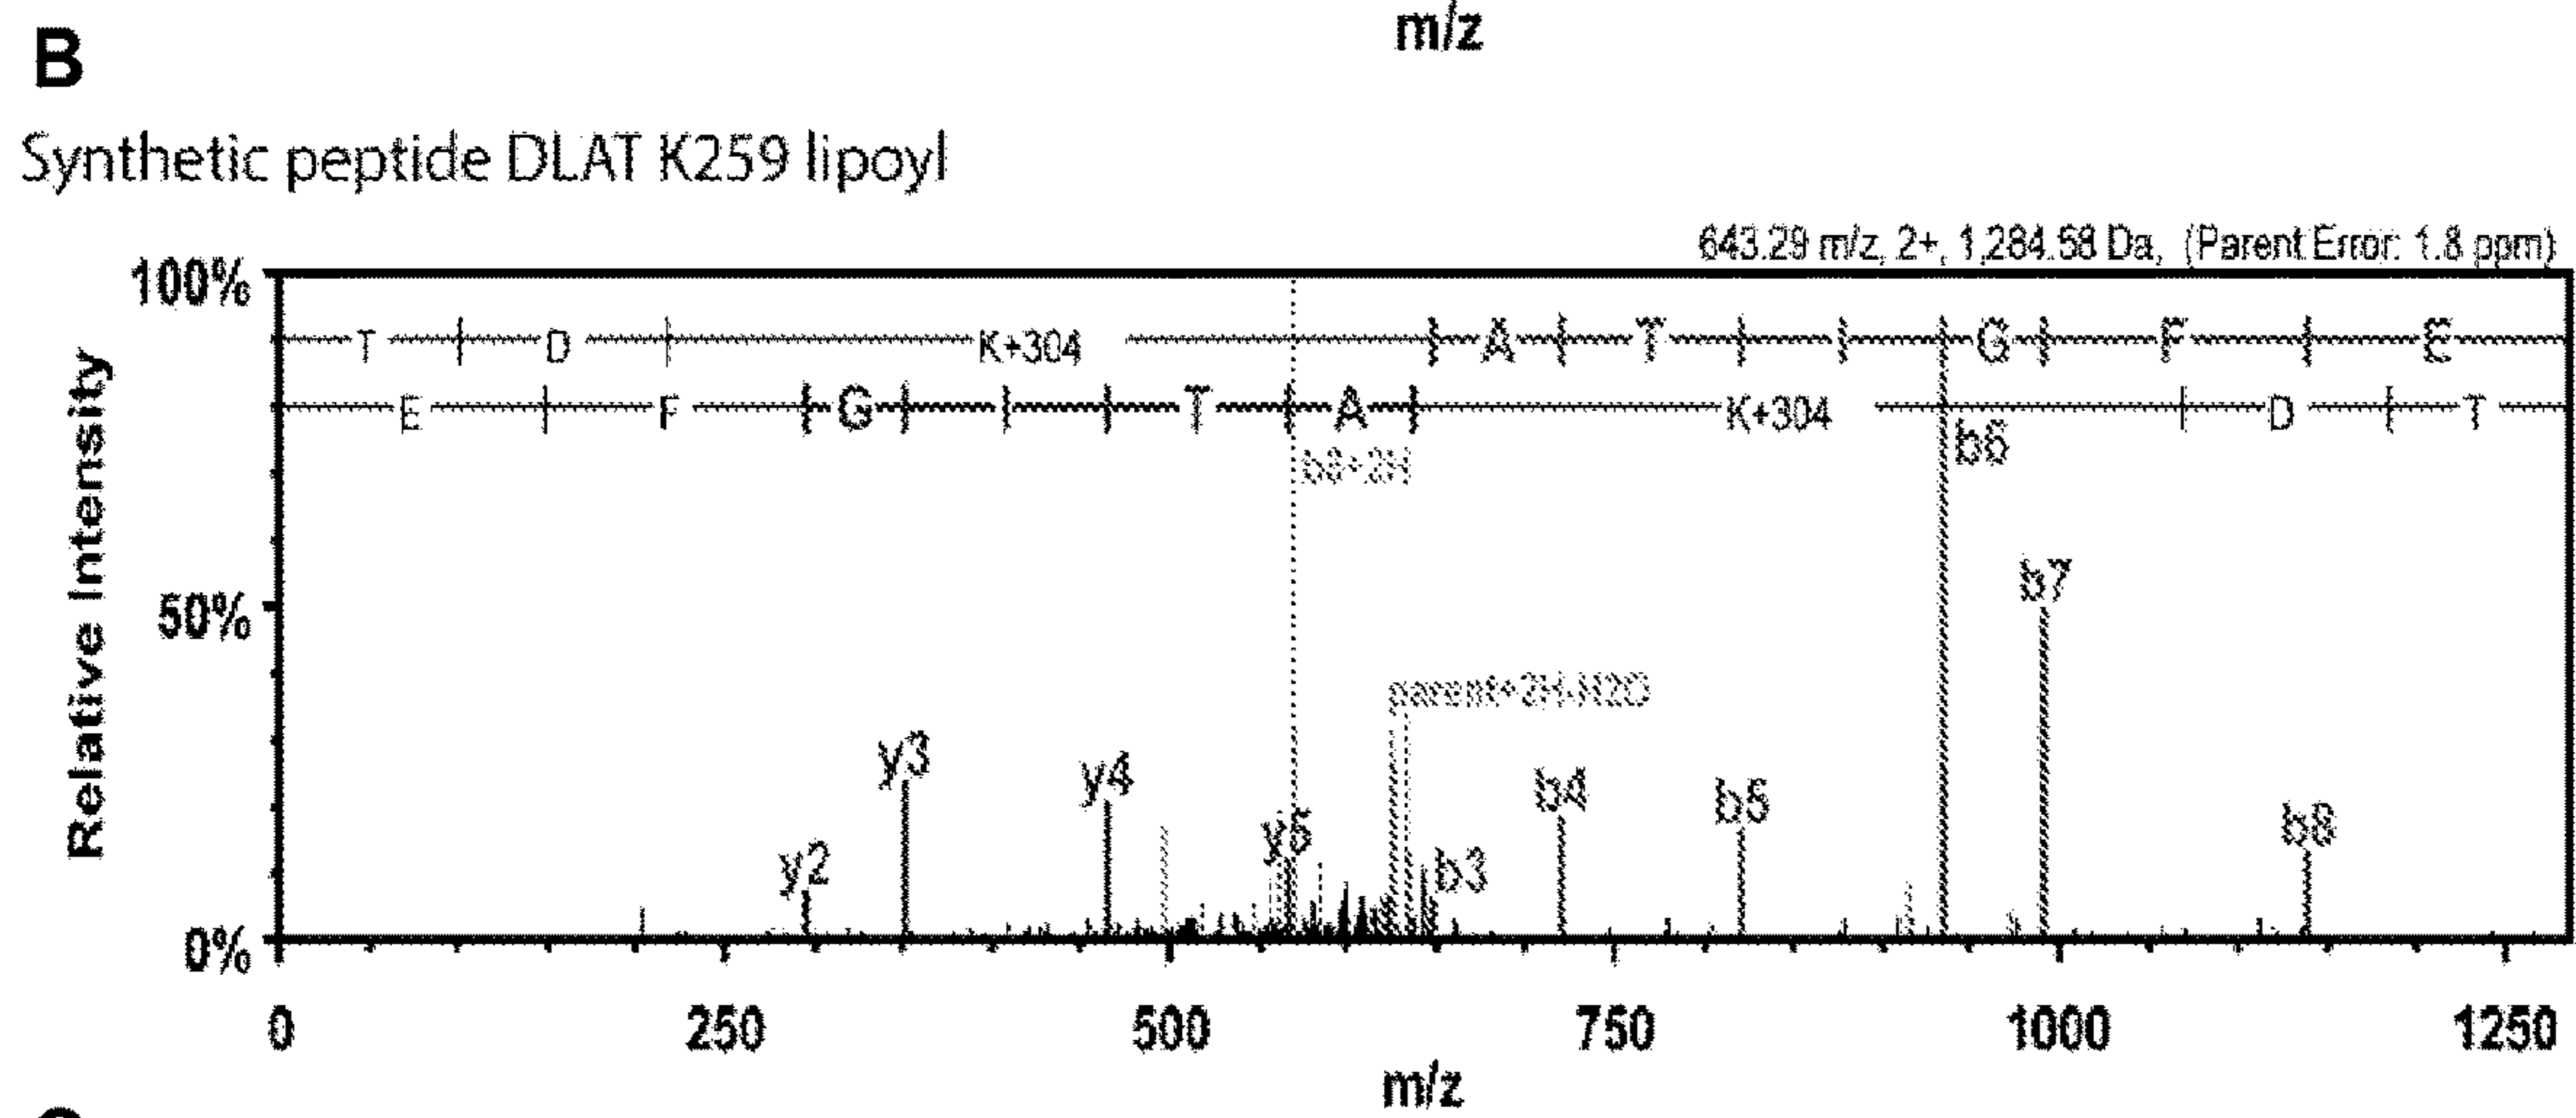 m/z
B
Synthetic peptide DLAT K259 lipoyl
643.29 m/z, 2+, 1,284.58 Da, (Parent Error: 1.8 ppm)
100%
T D K+304 A T G F E
E F G T A K+304 D T
b8+2H
b6
b7
50%
Relative Intensity
parent+2H-H2O
y3
y4
b4
b5
y5
b8
y2
b3
0%
0 250 500 750 1000 1250
m/z